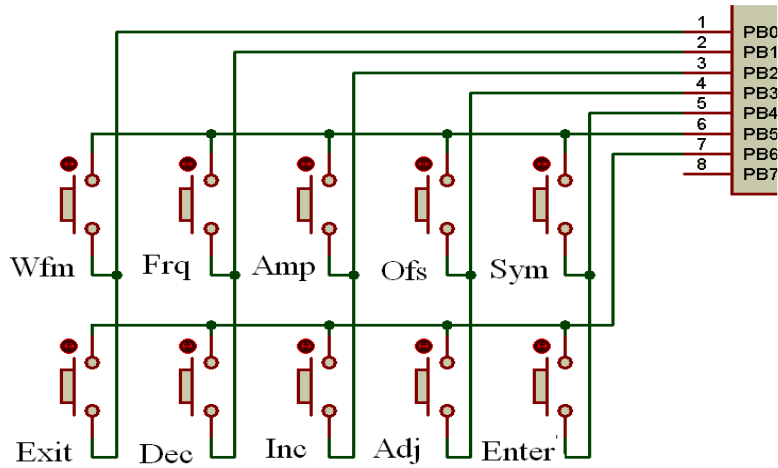 1 PB0
2 PB1
3 PB2
4 PB3
5 PB4
6 PB5
7 PB6
8 PB7
Wfm Frq Amp Ofs Sym
Exit Dec Inc Adj Enter